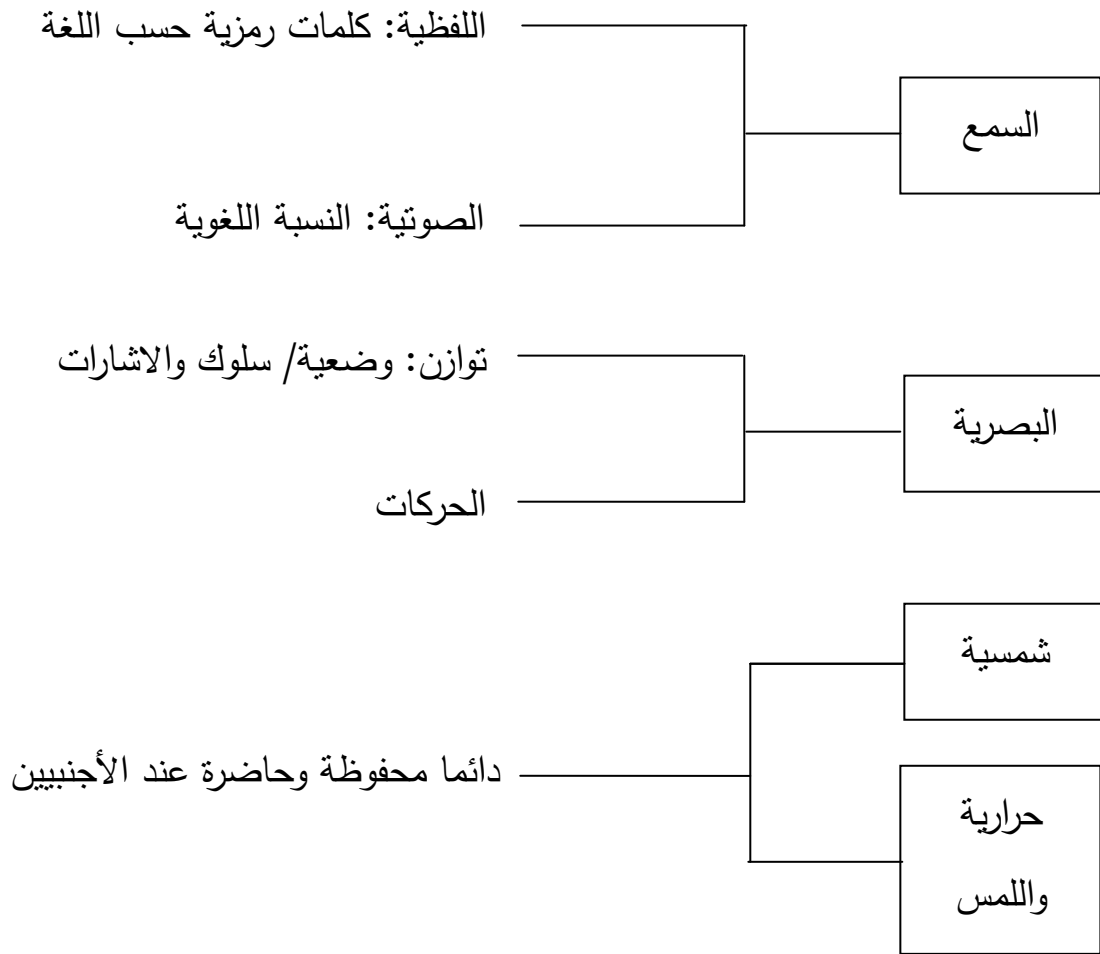 اللفظية: كلمات رمزية حسب اللغة
السمع
الصوتية: النسبة اللغوية
توازن: وضعية/ سلوك والاشارات
البصرية
الحركات
شمسية
دائما محفوظة وحاضرة عند الأجنبيين
حرارية
واللمس